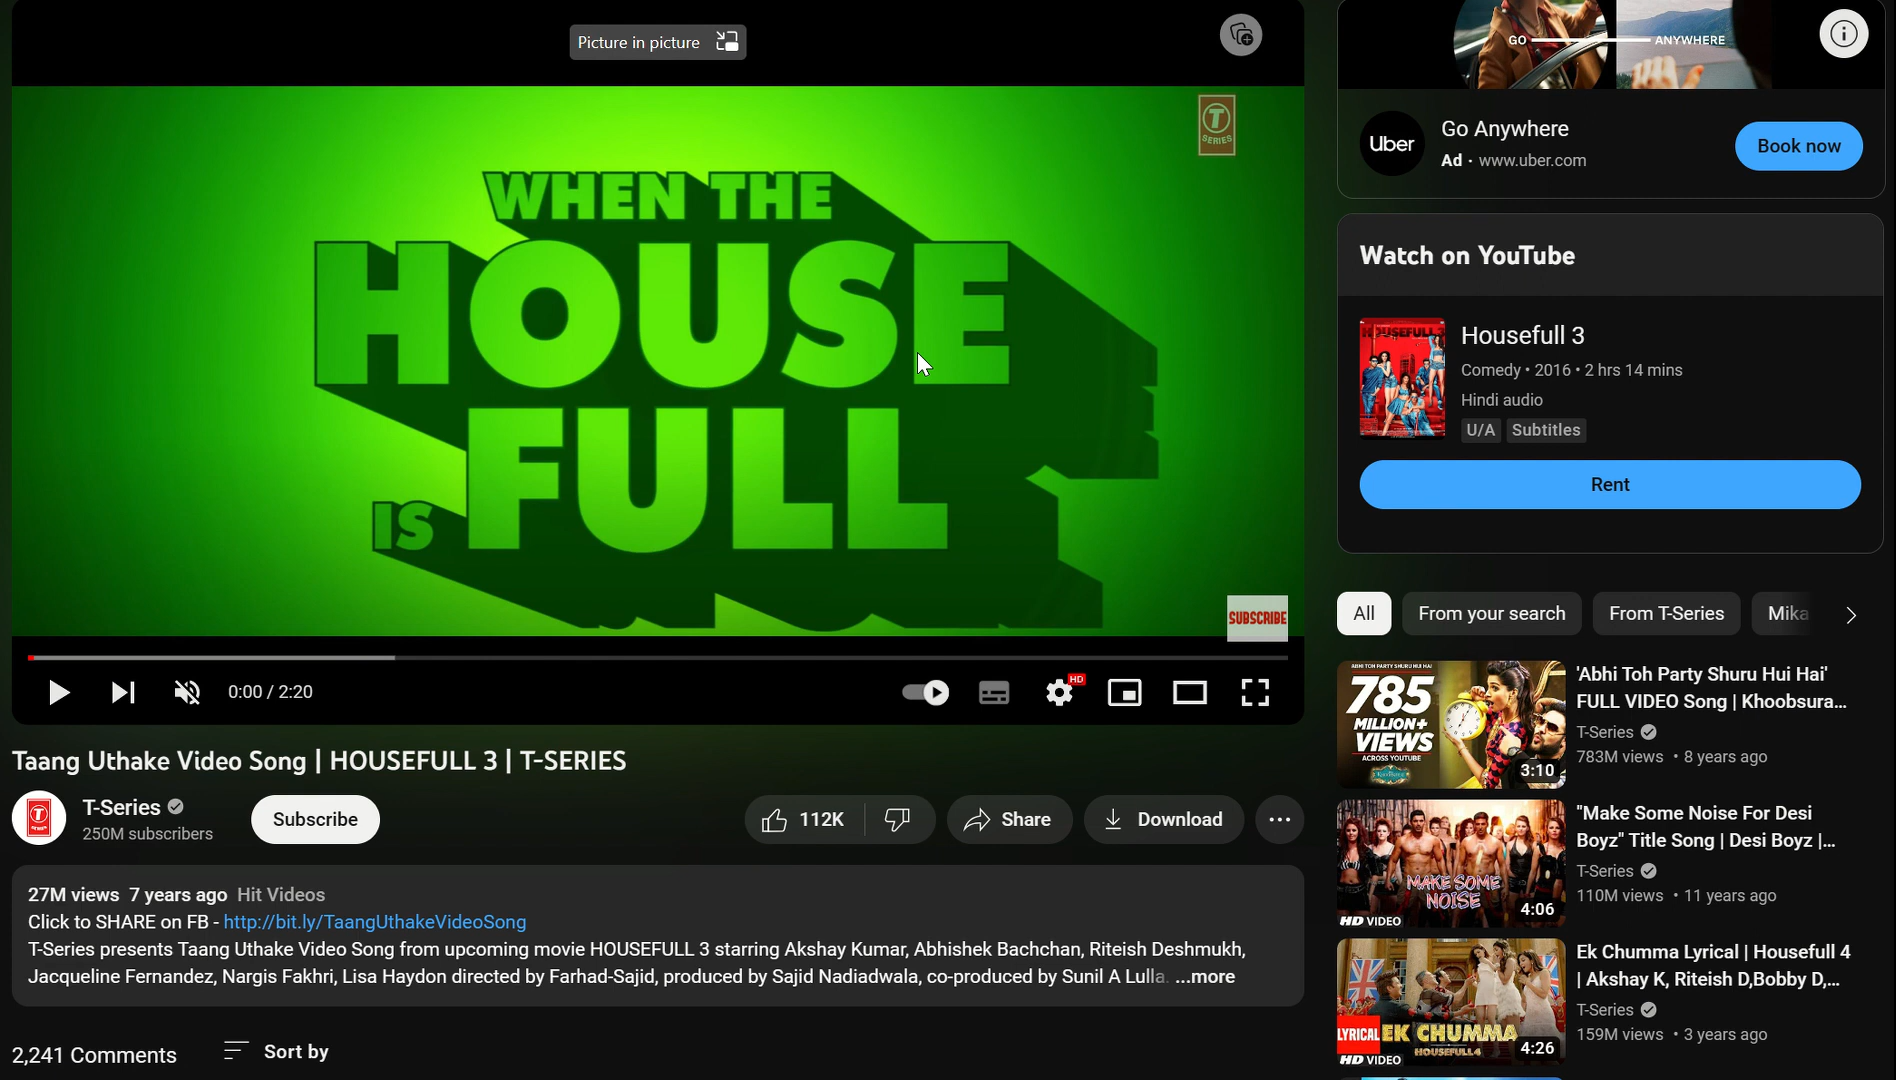 Picture in picture
T
SERIES
WHEN THE
HOUSE
IS FULL
SUBSCRIBE
HD
0:00 / 2:20
Taang Uthake Video Song | HOUSEFULL 3 | T-SERIES
T-Series
250M subscribers
Subscribe
112K
Share
Download
27M views 7 years ago Hit Videos
Click to SHARE on FB - http://bit.ly/TaangUthakeVideoSong
T-Series presents Taang Uthake Video Song from upcoming movie HOUSEFULL 3 starring Akshay Kumar, Abhishek Bachchan, Riteish Deshmukh,
Jacqueline Fernandez, Nargis Fakhri, Lisa Haydon directed by Farhad-Sajid, produced by Sajid Nadiadwala, co-produced by Sunil A Lulla. ...more
2,241 Comments
Sort by
GO ANYWHERE
Uber
Go Anywhere
Ad • www.uber.com
Book now
Watch on YouTube
HOUSEFULL3
Housefull 3
Comedy • 2016 • 2 hrs 14 mins
Hindi audio
U/A Subtitles
Rent
All
From your search
From T-Series
Mika
ABHI TOH PARTY SHURU HUI HAI
785
MILLION+
VIEWS
ACROSS YOUTUBE
3:10
'Abhi Toh Party Shuru Hui Hai'
FULL VIDEO Song | Khoobsura...
T-Series
783M views • 8 years ago
MAKE SOME
NOISE
HD VIDEO
4:06
"Make Some Noise For Desi
Boyz" Title Song | Desi Boyz |...
T-Series
110M views • 11 years ago
LYRICAL
EK CHUMMA
HOUSEFULL4
HD VIDEO
4:26
Ek Chumma Lyrical | Housefull 4
| Akshay K, Riteish D,Bobby D,...
T-Series
159M views • 3 years ago